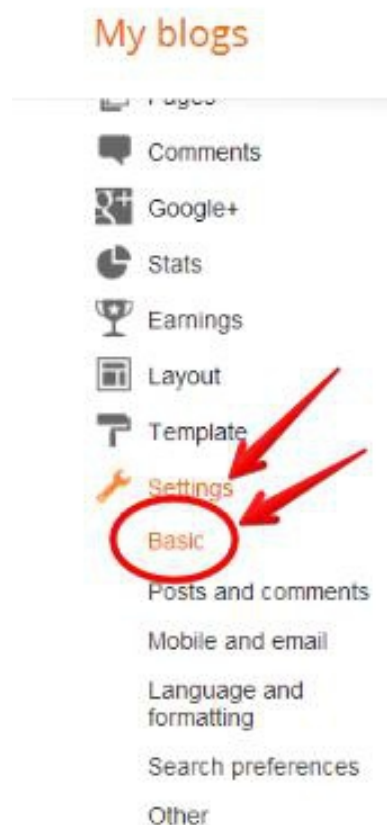 My blogs
Pages
Comments
Google+
Stats
Earnings
Layout
Template
Settings
Basic
Posts and comments
Mobile and email
Language and
formatting
Search preferences
Other